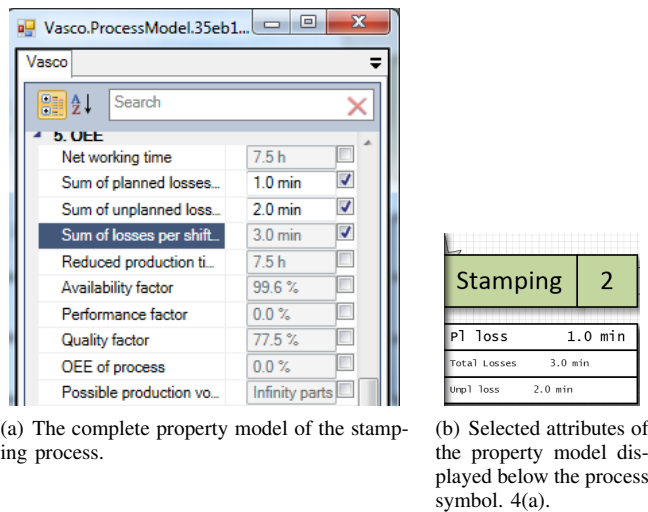 Vasco.ProcessModel.35eb1...
Vasco
Search
5. OEE
Net working time 7.5 h
Sum of planned losses... 1.0 min
Sum of unplanned loss... 2.0 min
Sum of losses per shift... 3.0 min
Reduced production ti... 7.5 h
Availability factor 99.6 %
Performance factor 0.0 %
Quality factor 77.5 %
OEE of process 0.0 %
Possible production vo... Infinity parts
(a) The complete property model of the stamp-
ing process.
Stamping 2
Pl loss 1.0 min
Total Losses 3.0 min
Unpl loss 2.0 min
(b) Selected attributes of
the property model dis-
played below the process
symbol. 4(a).